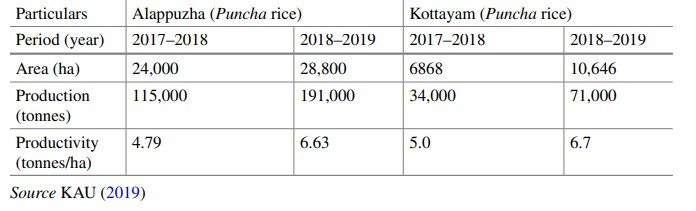 Particulars Alappuzha (Puncha rice) Kottayam (Puncha rice)
Period (year) 2017–2018 2018–2019 2017–2018 2018–2019
Area (ha) 24,000 28,800 6868 10,646
Production 115,000 191,000 34,000 71,000
(tonnes)
Productivity 4.79 6.63 5.0 6.7
(tonnes/ha)
Source KAU (2019)